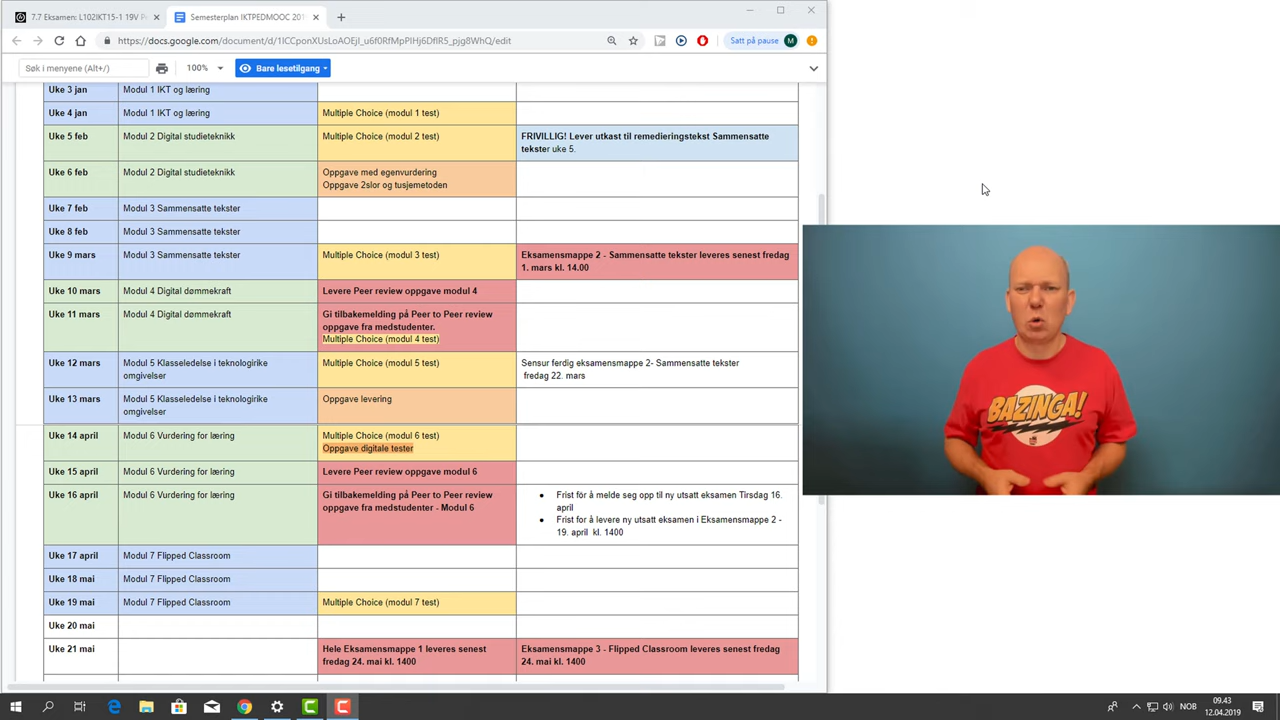 7.7 Eksamen: L102IKT15-1 19V P
Semesterplan IKTPEDMOOC 201
https://docs.google.com/document/d/1ICCponXUsLoAOEjI_u6f0RfMpPIHj6DfIR5_pjg8WhQ/edit
Satt på pause
M
Søk i menyene (Alt+/)
100%
Bare lesetilgang
Uke 3 jan
Modul 1 IKT og læring
Uke 4 jan
Modul 1 IKT og læring
Multiple Choice (modul 1 test)
Uke 5 feb
Modul 2 Digital studieteknikk
Multiple Choice (modul 2 test)
FRIVILLIG! Lever utkast til remedieringstekst Sammensatte
tekster uke 5.
Uke 6 feb
Modul 2 Digital studieteknikk
Oppgave med egenvurdering
Oppgave 2slor og tusjemetoden
Uke 7 feb
Modul 3 Sammensatte tekster
Uke 8 feb
Modul 3 Sammensatte tekster
Uke 9 mars
Modul 3 Sammensatte tekster
Multiple Choice (modul 3 test)
Eksamensmappe 2 - Sammensatte tekster leveres senest fredag
1. mars kl. 14.00
Uke 10 mars
Modul 4 Digital dømmekraft
Levere Peer review oppgave modul 4
Uke 11 mars
Modul 4 Digital dømmekraft
Gi tilbakemelding på Peer to Peer review
oppgave fra medstudenter.
Multiple Choice (modul 4 test)
Uke 12 mars
Modul 5 Klasseledelse i teknologirike
omgivelser
Multiple Choice (modul 5 test)
Sensur ferdig eksamensmappe 2- Sammensatte tekster
fredag 22. mars
Uke 13 mars
Modul 5 Klasseledelse i teknologirike
omgivelser
Oppgave levering
Uke 14 april
Modul 6 Vurdering for læring
Multiple Choice (modul 6 test)
Oppgave digitale tester
Uke 15 april
Modul 6 Vurdering for læring
Levere Peer review oppgave modul 6
Uke 16 april
Modul 6 Vurdering for læring
Gi tilbakemelding på Peer to Peer review
oppgave fra medstudenter - Modul 6
● Frist for å melde seg opp til ny utsatt eksamen Tirsdag 16.
april
● Frist for å levere ny utsatt eksamen i Eksamensmappe 2 -
19. april kl. 1400
Uke 17 april
Modul 7 Flipped Classroom
Uke 18 mai
Modul 7 Flipped Classroom
Uke 19 mai
Modul 7 Flipped Classroom
Multiple Choice (modul 7 test)
Uke 20 mai
Uke 21 mai
Hele Eksamensmappe 1 leveres senest
fredag 24. mai kl. 1400
Eksamensmappe 3 - Flipped Classroom leveres senest fredag
24. mai kl. 1400
BAZINGA!
NOB
09.43
12.04.2019